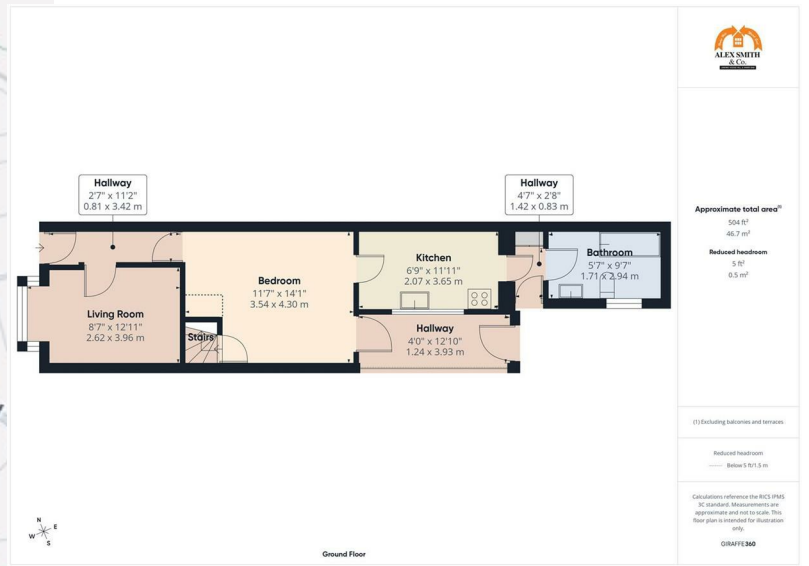 ALEX SMITH
& Co.
Hallway
2'7" x 11'2"
0.81 x 3.42 m
Hallway
4'7" x 2'8"
1.42 x 0.83 m
Living Room
8'7" x 12'11"
2.62 x 3.96 m
Stairs
Bedroom
11'7" x 14'1"
3.54 x 4.30 m
Kitchen
6'9" x 11'11"
2.07 x 3.65 m
Hallway
4'0" x 12'10"
1.24 x 3.93 m
Bathroom
5'7" x 9'7"
1.71 x 2.94 m
N
E
W
S
Ground Floor
Approximate total area(1)
504 ft²
46.7 m²
Reduced headroom
5 ft²
0.5 m²
(1) Excluding balconies and terraces
Reduced headroom
Below 5 ft/1.5 m
Calculations reference the RICS IPMS
3C standard. Measurements are
approximate and not to scale. This
floor plan is intended for illustration
only.
GIRAFFE360